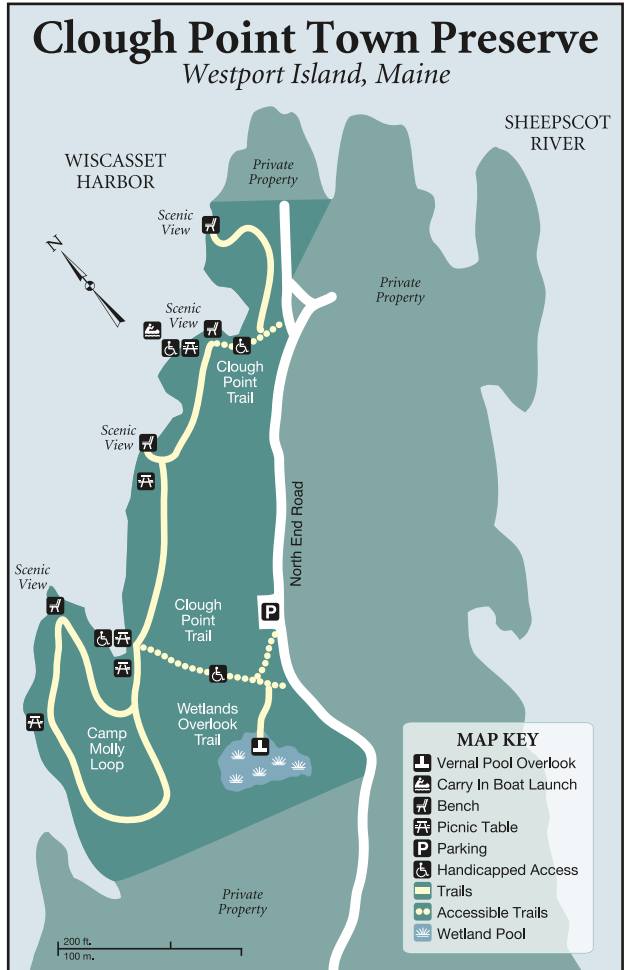 Clough Point Town Preserve
Westport Island, Maine
SHEEPSCOT
RIVER
WISCASSET
HARBOR
Private
Property
Scenic
View
N
Private
Property
Scenic
View
Clough
Point
Trail
Scenic
View
North End Road
Scenic
View
Clough
Point
Trail
P
Wetlands
Overlook
Trail
Camp
Molly
Loop
MAP KEY
Vernal Pool Overlook
Carry In Boat Launch
Bench
Picnic Table
P Parking
Handicapped Access
Trails
Accessible Trails
Wetland Pool
Private
Property
200 ft.
100 m.